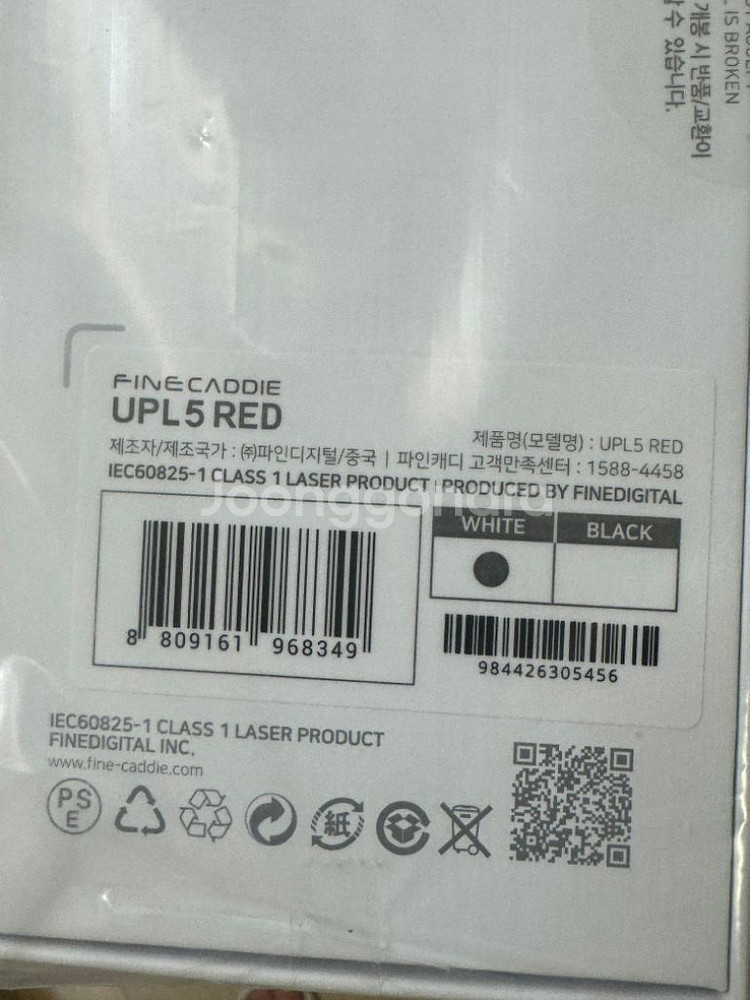 IS BROKEN
개봉 시 반품/교환이
수 있습니다.
FINECADDIE
UPL5 RED
제품명(모델명) : UPL5 RED
제조자/제조국가 : ㈜파인디지털/중국 | 파인캐디 고객만족센터 : 1588-4458
IEC60825-1 CLASS 1 LASER PRODUCT | PRODUCED BY FINEDIGITAL
Joonggonara
WHITE BLACK
8 809161 968349
984426305456
IEC60825-1 CLASS 1 LASER PRODUCT
FINEDIGITAL INC.
www.fine-caddie.com
PS
E
紙